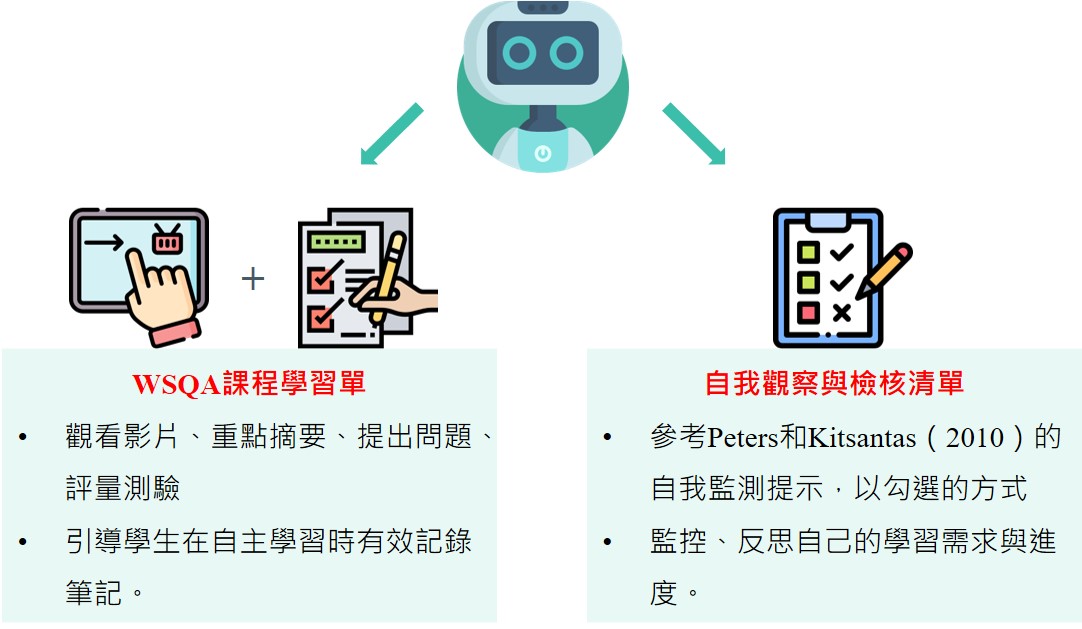 +
WSQA課程學習單
• 觀看影片、重點摘要、提出問題、
評量測驗
• 引導學生在自主學習時有效記錄
筆記。
自我觀察與檢核清單
• 參考Peters和Kitsantas（2010）的
自我監測提示，以勾選的方式
• 監控、反思自己的學習需求與進
度。